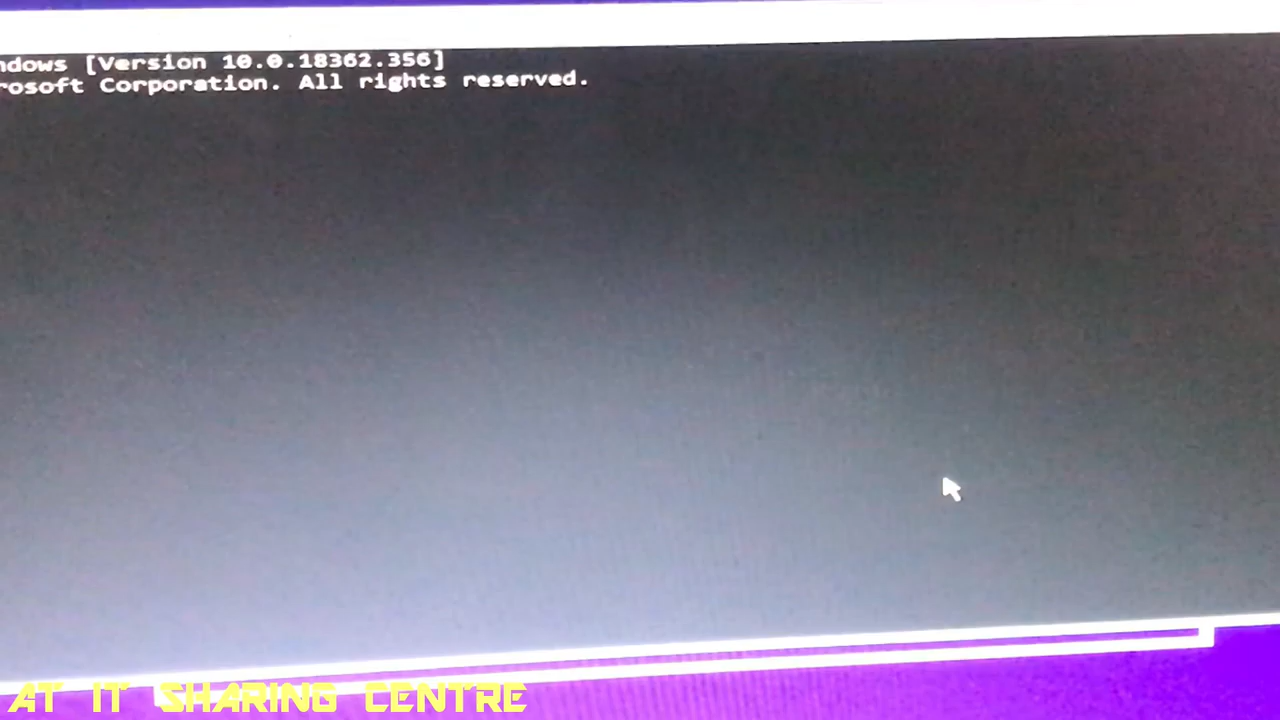 ndows [Version 10.0.18362.356]
rosoft Corporation. All rights reserved.
AT IT SHARING CENTRE